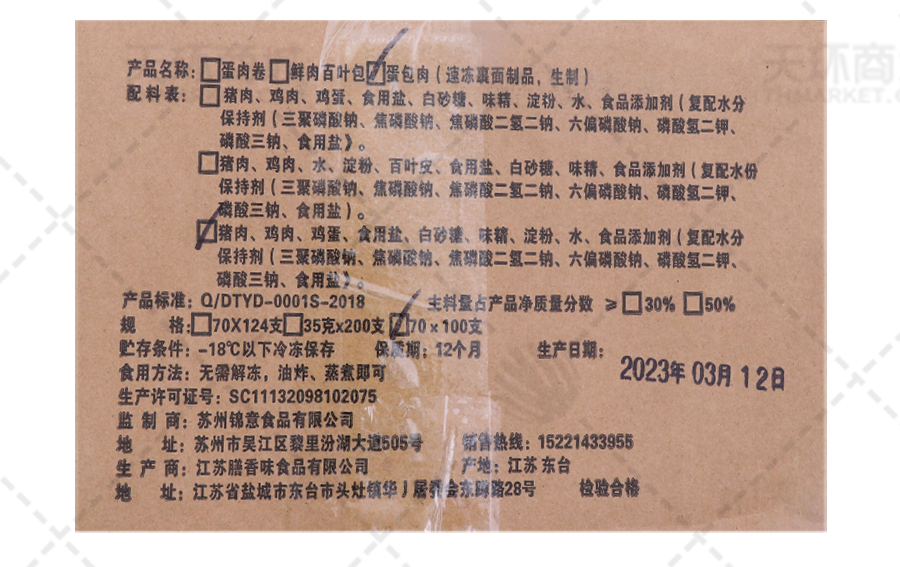 产品名称：☐蛋肉卷☐鲜肉百叶包☑蛋包肉（速冻裹面制品，生制）
配料表：☐猪肉、鸡肉、鸡蛋、食用盐、白砂糖、味精、淀粉、水、食品添加剂（复配水分
保持剂（三聚磷酸钠、焦磷酸钠、焦磷酸二氢二钠、六偏磷酸钠、磷酸氢二钾、
磷酸三钠、食用盐））。
☐猪肉、鸡肉、水、淀粉、百叶皮、食用盐、白砂糖、味精、食品添加剂（复配水份
保持剂（三聚磷酸钠、焦磷酸钠、焦磷酸二氢二钠、六偏磷酸钠、磷酸氢二钾、
磷酸三钠、食用盐）)。
☑猪肉、鸡肉、鸡蛋、食用盐、白砂糖、味精、淀粉、水、食品添加剂（复配水分
保持剂（三聚磷酸钠、焦磷酸钠、焦磷酸二氢二钠、六偏磷酸钠、磷酸氢二钾、
磷酸三钠、食用盐））。
产品标准：Q/DTYD-0001S-2018 主料量占产品净质量分数 ≥☐30% ☐50%
规 格：☐70X124支☐35克x200支☑70x100支
贮存条件：-18℃以下冷冻保存 保质期：12个月 生产日期：
2023年 03月 12日
食用方法：无需解冻，油炸、蒸煮即可
生产许可证号：SC11132098102075
监 制 商：苏州锦意食品有限公司
地 址：苏州市吴江区黎里汾湖大道505号 销售热线：15221433955
生 产 商：江苏膳香味食品有限公司 产地：江苏 东台
地 址：江苏省盐城市东台市头灶镇华 居委会东 路28号 检验合格
天环商
THMARKET.C